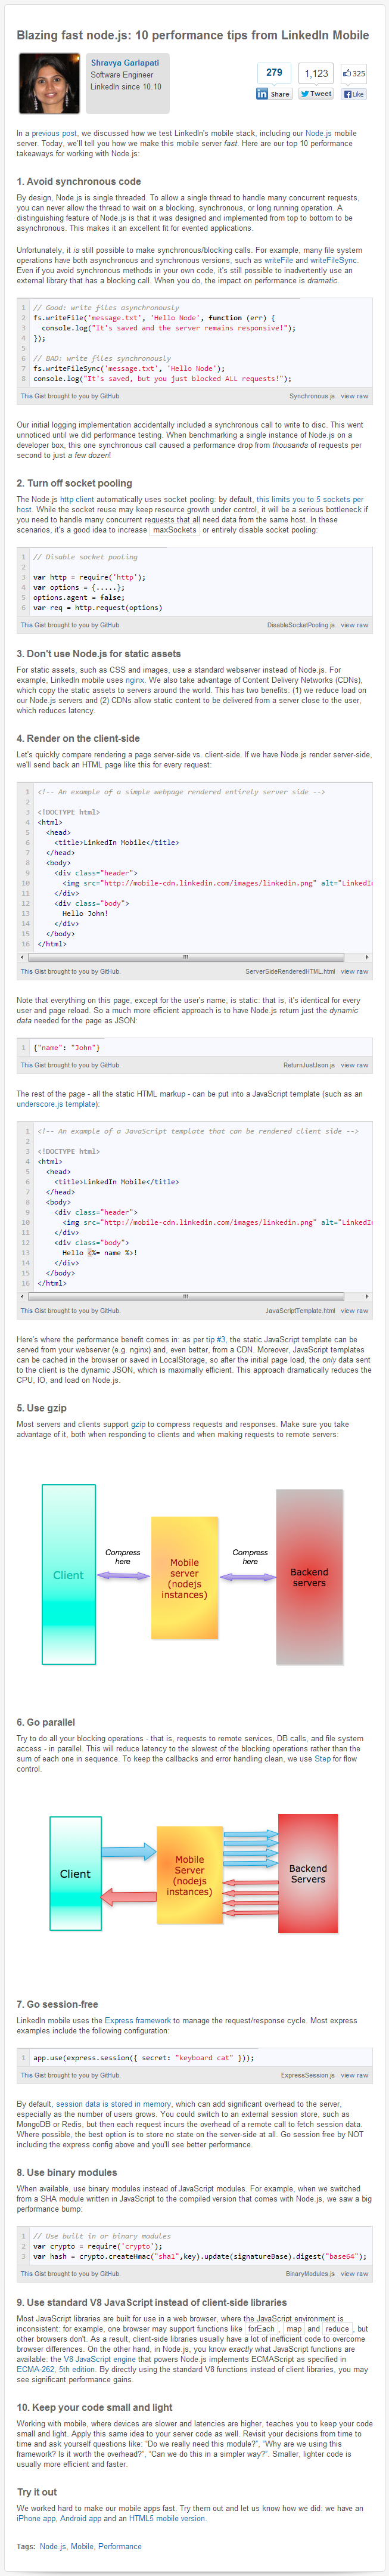 Blazing fast node.js: 10 performance tips from LinkedIn Mobile
Shravya Garlapati
Software Engineer
LinkedIn since 10.10
279
1,123
325
Share
Tweet
Like
In a previous post, we discussed how we test LinkedIn's mobile stack, including our Node js mobile
server. Today, we'll tell you how we make this mobile server fast. Here are our top 10 performance
takeaways for working with Node js:
1. Avoid synchronous code
By design, Node js is single threaded. To allow a single thread to handle many concurrent requests,
you can never allow the thread to wait on a blocking, synchronous, or long running operation. A
distinguishing feature of Node.js is that it was designed and implemented from top to bottom to be
asynchronous. This makes it an excellent fit for evented applications.
Unfortunately, it is still possible to make synchronous/blocking calls. For example, many file system
operations have both asynchronous and synchronous versions, such as writeFile and writeFileSync.
Even if you avoid synchronous methods in your own code, it's still possible to inadvertently use an
external library that has a blocking call. When you do, the impact on performance is dramatic.
1 // Good: write files asynchronously
2 fs.writeFile('message.txt', 'Hello Node', function (err) {
3 console.log("It's saved and the server remains responsive!");
4 });
5
6 // BAD: write files synchronously
7 fs.writeFileSync('message.txt', 'Hello Node');
8 console.log("It's saved, but you just blocked ALL requests!");
This Gist brought to you by GitHub. Synchronous.js view raw
Our initial logging implementation accidentally included a synchronous call to write to disc. This went
unnoticed until we did performance testing. When benchmarking a single instance of Node.js on a
developer box, this one synchronous call caused a performance drop from thousands of requests per
second to just a few dozen!
2. Turn off socket pooling
The Node.js http client automatically uses socket pooling: by default, this limits you to 5 sockets per
host. While the socket reuse may keep resource growth under control, it will be a serious bottleneck if
you need to handle many concurrent requests that all need data from the same host. In these
scenarios, it's a good idea to increase maxSockets or entirely disable socket pooling:
1 // Disable socket pooling
2
3 var http = require('http');
4 var options = {.....};
5 options.agent = false;
6 var req = http.request(options)
This Gist brought to you by GitHub. DisableSocketPooling.js view raw
3. Don't use Node.js for static assets
For static assets, such as CSS and images, use a standard webserver instead of Node.js. For
example, LinkedIn mobile uses nginx. We also take advantage of Content Delivery Networks (CDNs),
which copy the static assets to servers around the world. This has two benefits: (1) we reduce load on
our Node.js servers and (2) CDNs allow static content to be delivered from a server close to the user,
which reduces latency.
4. Render on the client-side
Let's quickly compare rendering a page server-side vs. client-side. If we have Node.js render server-side,
we'll send back an HTML page like this for every request:
1 <!-- An example of a simple webpage rendered entirely server side -->
2
3 <!DOCTYPE html>
4 <html>
5 <head>
6 <title>LinkedIn Mobile</title>
7 </head>
8 <body>
9 <div class="header">
10 <img src="http://mobile-cdn.linkedin.com/images/linkedin.png" alt="LinkedIn
11 </div>
12 <div class="body">
13 Hello John!
14 </div>
15 </body>
16 </html>
This Gist brought to you by GitHub. ServerSideRenderedHTML.html view raw
Note that everything on this page, except for the user's name, is static: that is, it's identical for every
user and page reload. So a much more efficient approach is to have Node.js return just the dynamic
data needed for the page as JSON:
1 {"name": "John"}
This Gist brought to you by GitHub. ReturnJustJson.js view raw
The rest of the page - all the static HTML markup - can be put into a JavaScript template (such as an
underscore.js template):
1 <!-- An example of a JavaScript template that can be rendered client side -->
2
3 <!DOCTYPE html>
4 <html>
5 <head>
6 <title>LinkedIn Mobile</title>
7 </head>
8 <body>
9 <div class="header">
10 <img src="http://mobile-cdn.linkedin.com/images/linkedin.png" alt="LinkedIn
11 </div>
12 <div class="body">
13 Hello <%= name %>!
14 </div>
15 </body>
16 </html>
This Gist brought to you by GitHub. JavaScriptTemplate.html view raw
Here's where the performance benefit comes in: as per tip #3, the static JavaScript template can be
served from your webserver (e.g. nginx) and, even better, from a CDN. Moreover, JavaScript templates
can be cached in the browser or saved in LocalStorage, so after the initial page load, the only data sent
to the client is the dynamic JSON, which is maximally efficient. This approach dramatically reduces the
CPU, IO, and load on Node.js.
5. Use gzip
Most servers and clients support gzip to compress requests and responses. Make sure you take
advantage of it, both when responding to clients and when making requests to remote servers:
Client
Compress
here
Mobile
server
(nodejs
instances)
Compress
here
Backend
servers
6. Go parallel
Try to do all your blocking operations - that is, requests to remote services, DB calls, and file system
access - in parallel. This will reduce latency to the slowest of the blocking operations rather than the
sum of each one in sequence. To keep the callbacks and error handling clean, we use Step for flow
control.
Client
Mobile
Server
(nodejs
instances)
Backend
Servers
7. Go session-free
LinkedIn mobile uses the Express framework to manage the request/response cycle. Most express
examples include the following configuration:
1 app.use(express.session({ secret: "keyboard cat" }));
This Gist brought to you by GitHub. ExpressSession.js view raw
By default, session data is stored in memory, which can add significant overhead to the server,
especially as the number of users grows. You could switch to an external session store, such as
MongoDB or Redis, but then each request incurs the overhead of a remote call to fetch session data.
Where possible, the best option is to store no state on the server-side at all. Go session free by NOT
including the express config above and you'll see better performance.
8. Use binary modules
When available, use binary modules instead of JavaScript modules. For example, when we switched
from a SHA module written in JavaScript to the compiled version that comes with Node.js, we saw a big
performance bump:
1 // Use built in or binary modules
2 var crypto = require('crypto');
3 var hash = crypto.createHmac("sha1",key).update(signatureBase).digest("base64");
This Gist brought to you by GitHub. BinaryModules.js view raw
9. Use standard V8 JavaScript instead of client-side libraries
Most JavaScript libraries are built for use in a web browser, where the JavaScript environment is
inconsistent: for example, one browser may support functions like forEach , map and reduce , but
other browsers don't. As a result, client-side libraries usually have a lot of inefficient code to overcome
browser differences. On the other hand, in Node.js, you know exactly what JavaScript functions are
available: the V8 JavaScript engine that powers Node.js implements ECMAScript as specified in
ECMA-262, 5th edition. By directly using the standard V8 functions instead of client libraries, you may
see significant performance gains.
10. Keep your code small and light
Working with mobile, where devices are slower and latencies are higher, teaches you to keep your code
small and light. Apply this same idea to your server code as well. Revisit your decisions from time to
time and ask yourself questions like: "Do we really need this module?", "Why are we using this
framework? Is it worth the overhead?", "Can we do this in a simpler way?". Smaller, lighter code is
usually more efficient and faster.
Try it out
We worked hard to make our mobile apps fast. Try them out and let us know how we did: we have an
iPhone app, Android app and an HTML5 mobile version.
Tags: Node.js, Mobile, Performance